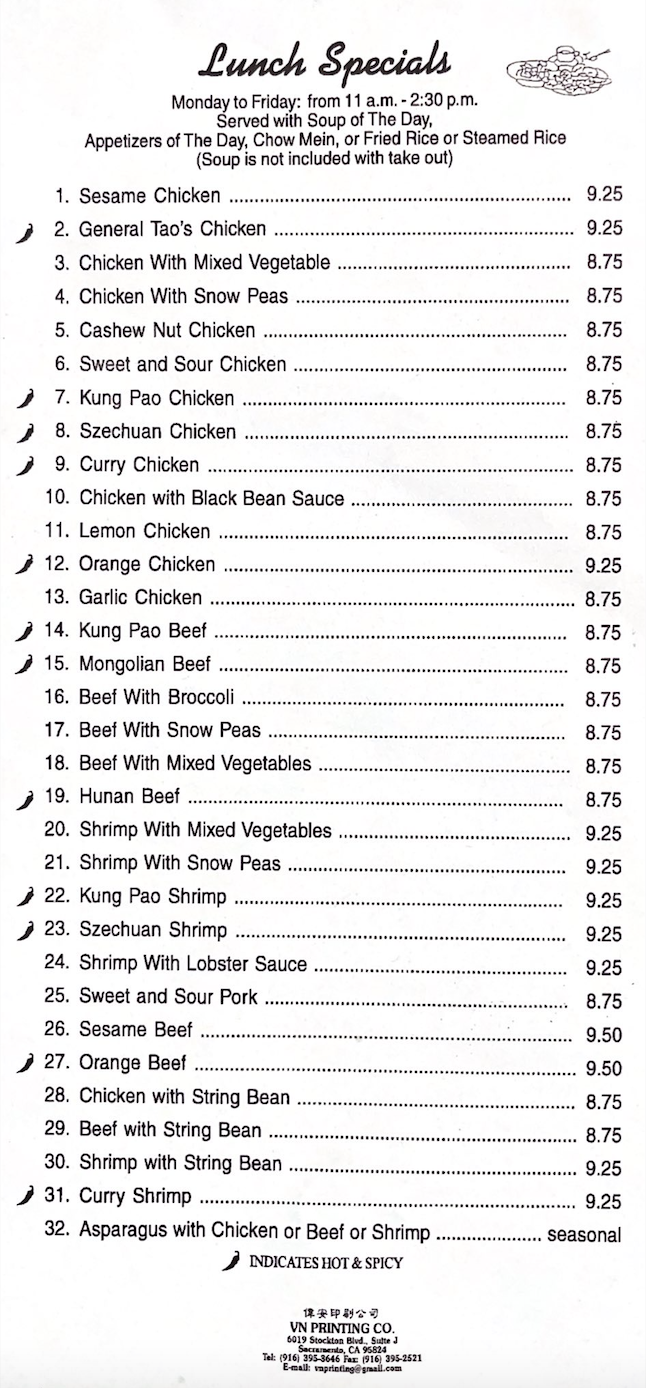 Lunch Specials
Monday to Friday: from 11 a.m. - 2:30 p.m.
Served with Soup of The Day,
Appetizers of The Day, Chow Mein, or Fried Rice or Steamed Rice
(Soup is not included with take out)
1. Sesame Chicken ........................ 9.25
2. General Tao's Chicken ........................ 9.25
3. Chicken With Mixed Vegetable ........................ 8.75
4. Chicken With Snow Peas ........................ 8.75
5. Cashew Nut Chicken ........................ 8.75
6. Sweet and Sour Chicken ........................ 8.75
7. Kung Pao Chicken ........................ 8.75
8. Szechuan Chicken ........................ 8.75
9. Curry Chicken ........................ 8.75
10. Chicken with Black Bean Sauce ........................ 8.75
11. Lemon Chicken ........................ 8.75
12. Orange Chicken ........................ 9.25
13. Garlic Chicken ........................ 8.75
14. Kung Pao Beef ........................ 8.75
15. Mongolian Beef ........................ 8.75
16. Beef With Broccoli ........................ 8.75
17. Beef With Snow Peas ........................ 8.75
18. Beef With Mixed Vegetables ........................ 8.75
19. Hunan Beef ........................ 8.75
20. Shrimp With Mixed Vegetables ........................ 9.25
21. Shrimp With Snow Peas ........................ 9.25
22. Kung Pao Shrimp ........................ 9.25
23. Szechuan Shrimp ........................ 9.25
24. Shrimp With Lobster Sauce ........................ 9.25
25. Sweet and Sour Pork ........................ 8.75
26. Sesame Beef ........................ 9.50
27. Orange Beef ........................ 9.50
28. Chicken with String Bean ........................ 8.75
29. Beef with String Bean ........................ 8.75
30. Shrimp with String Bean ........................ 9.25
31. Curry Shrimp ........................ 9.25
32. Asparagus with Chicken or Beef or Shrimp .................... seasonal
INDICATES HOT & SPICY
偉安印刷公司
VN PRINTING CO.
6019 Stockton Blvd., Suite J
Sacramento, CA 95824
Tel: (916) 395-3646 Fax: (916) 395-2521
E-mail: vnprinting@gmail.com